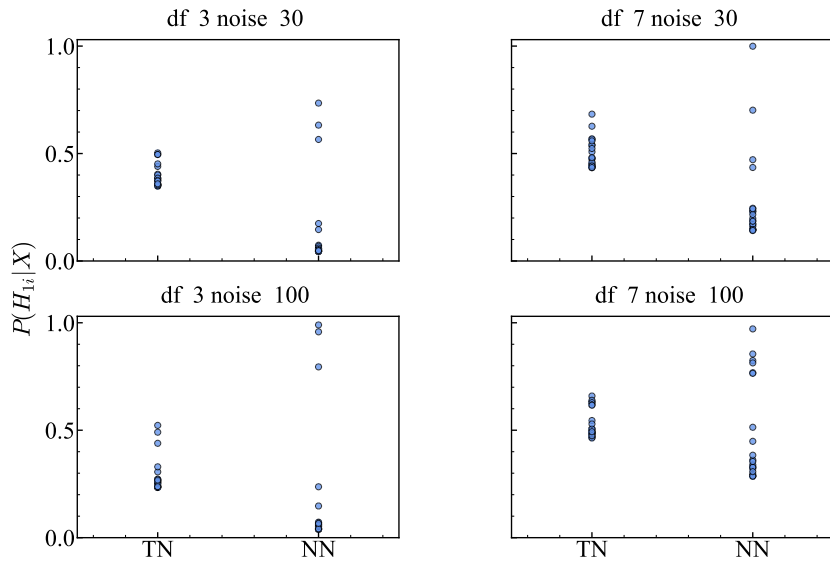 df 3 noise 30
df 7 noise 30
1.0
0.5
0.0
P(H₁ᵢ|X)
df 3 noise 100
df 7 noise 100
1.0
0.5
0.0
TN NN
TN NN